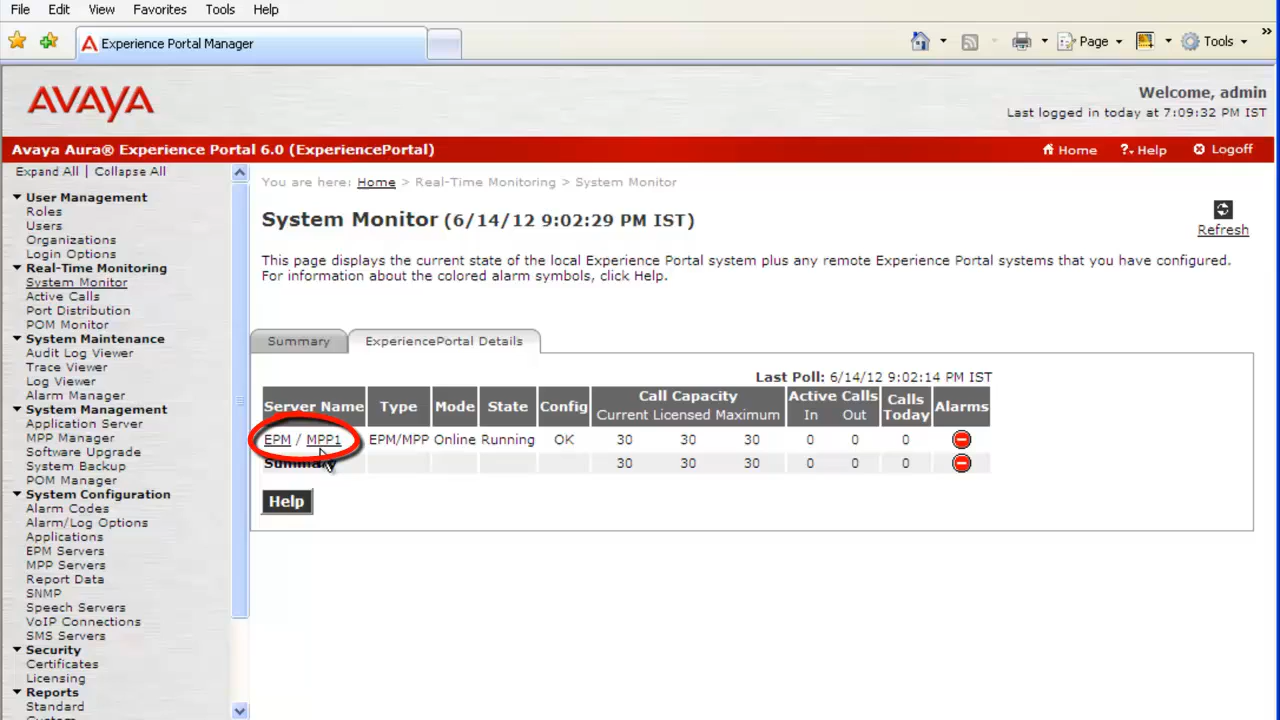 File Edit View Favorites Tools Help
Experience Portal Manager
Page Tools
AVAYA
Welcome, admin
Last logged in today at 7:09:32 PM IST
Avaya Aura® Experience Portal 6.0 (ExperiencePortal)
Home ? Help Logoff
Expand All | Collapse All
You are here: Home > Real-Time Monitoring > System Monitor
User Management
Roles
Users
Organizations
Login Options
Real-Time Monitoring
System Monitor
Active Calls
Port Distribution
POM Monitor
System Maintenance
Audit Log Viewer
Trace Viewer
Log Viewer
Alarm Manager
System Management
Application Server
MPP Manager
Software Upgrade
System Backup
POM Manager
System Configuration
Alarm Codes
Alarm/Log Options
Applications
EPM Servers
MPP Servers
Report Data
SNMP
Speech Servers
VoIP Connections
SMS Servers
Security
Certificates
Licensing
Reports
Standard
Custom
System Monitor (6/14/12 9:02:29 PM IST)
Refresh
This page displays the current state of the local Experience Portal system plus any remote Experience Portal systems that you have configured.
For information about the colored alarm symbols, click Help.
Summary ExperiencePortal Details
Last Poll: 6/14/12 9:02:14 PM IST
Server Name Type Mode State Config Call Capacity Active Calls Calls Today Alarms
Current Licensed Maximum In Out
EPM / MPP1 EPM/MPP Online Running OK 30 30 30 0 0 0
Summary 30 30 30 0 0 0
Help